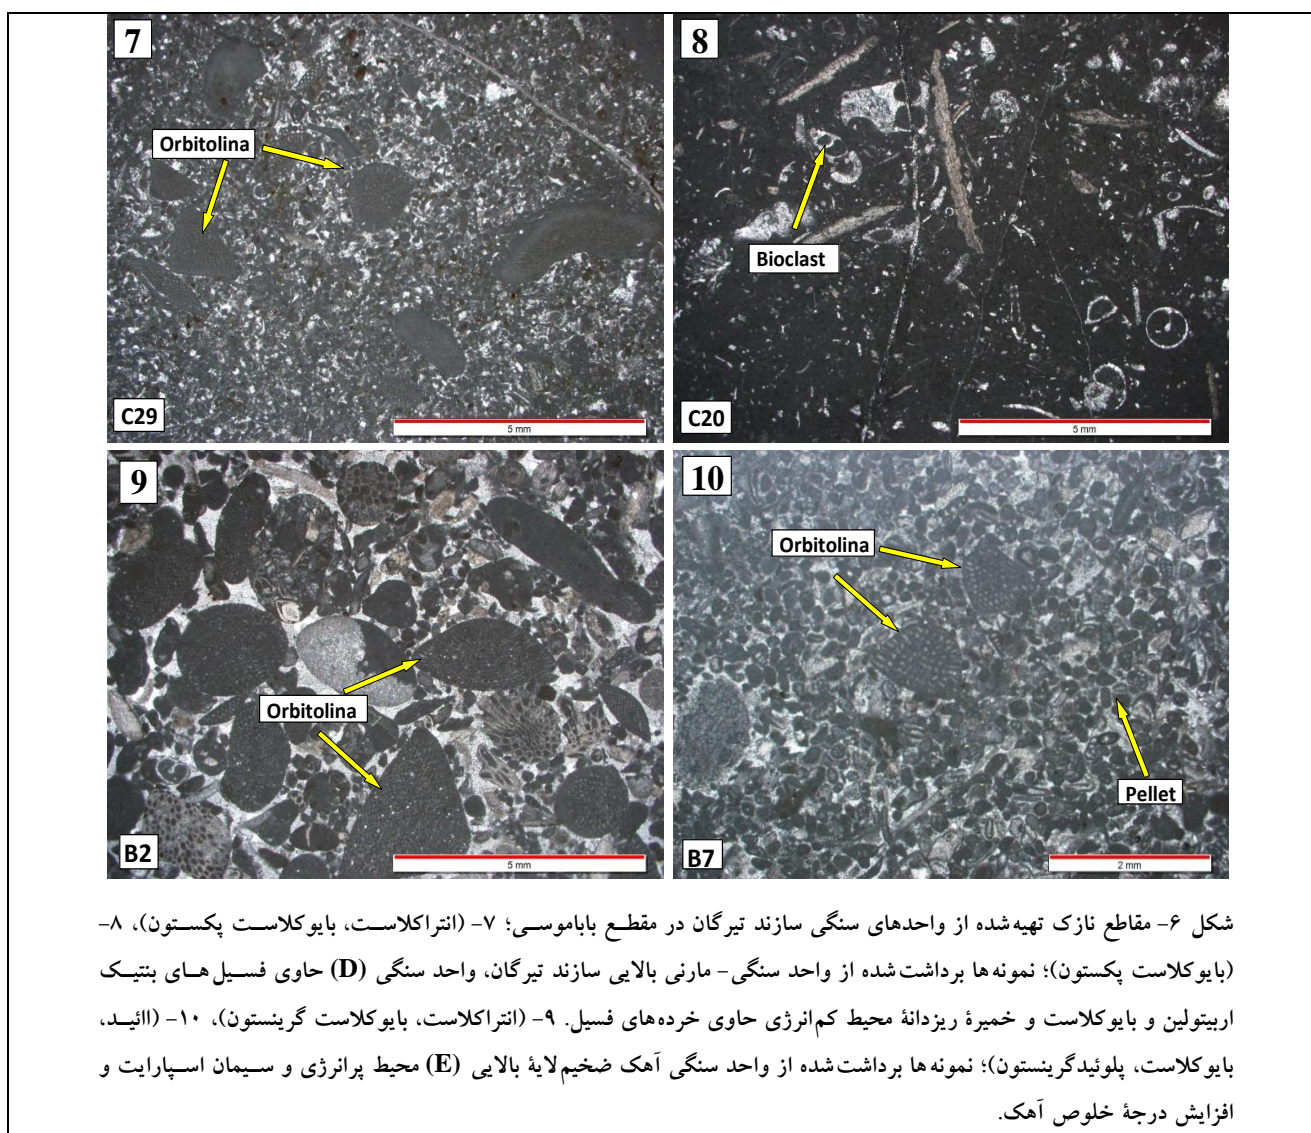 7
Orbitolina
C29
5 mm
8
Bioclast
C20
5 mm
9
Orbitolina
B2
5 mm
10
Orbitolina
Pellet
B7
2 mm
شکل ۶- مقاطع نازک تهیه‌شده از واحدهای سنگی سازند تیرگان در مقطع باباموسی؛ ۷- (انتراکلاست، بایوکلاست پکستون)، ۸-
(بایوکلاست پکستون)؛ نمونه‌ها برداشت‌شده از واحد سنگی- مارنی بالایی سازند تیرگان، واحد سنگی (D) حاوی فسیل‌های بنتیک
اربیتولین و بایوکلاست و خمیرۀ ریزدانۀ محیط کم‌انرژی حاوی خرده‌های فسیل. ۹- (انتراکلاست، بایوکلاست گرینستون)، ۱۰- (اائید،
بایوکلاست، پلوئیدگرینستون)؛ نمونه‌ها برداشت‌شده از واحد سنگی آهک ضخیم‌لایۀ بالایی (E) محیط پرانرژی و سیمان اسپارایت و
افزایش درجۀ خلوص آهک.